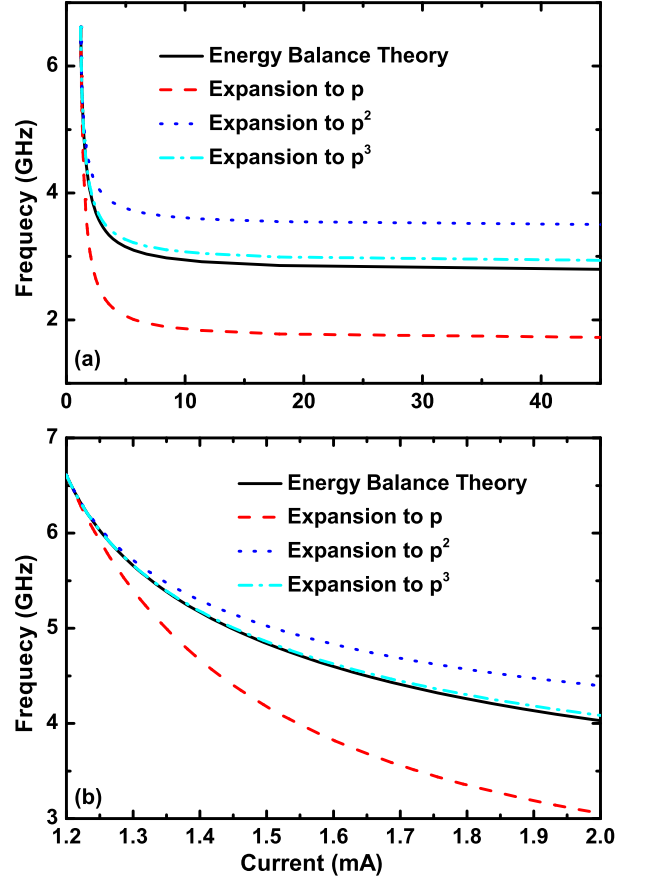 6
4
2
Frequecy (GHz)
Energy Balance Theory
Expansion to p
Expansion to p²
Expansion to p³
(a)
0 10 20 30 40
7
6
5
4
3
Frequecy (GHz)
Energy Balance Theory
Expansion to p
Expansion to p²
Expansion to p³
(b)
1.2 1.3 1.4 1.5 1.6 1.7 1.8 1.9 2.0
Current (mA)